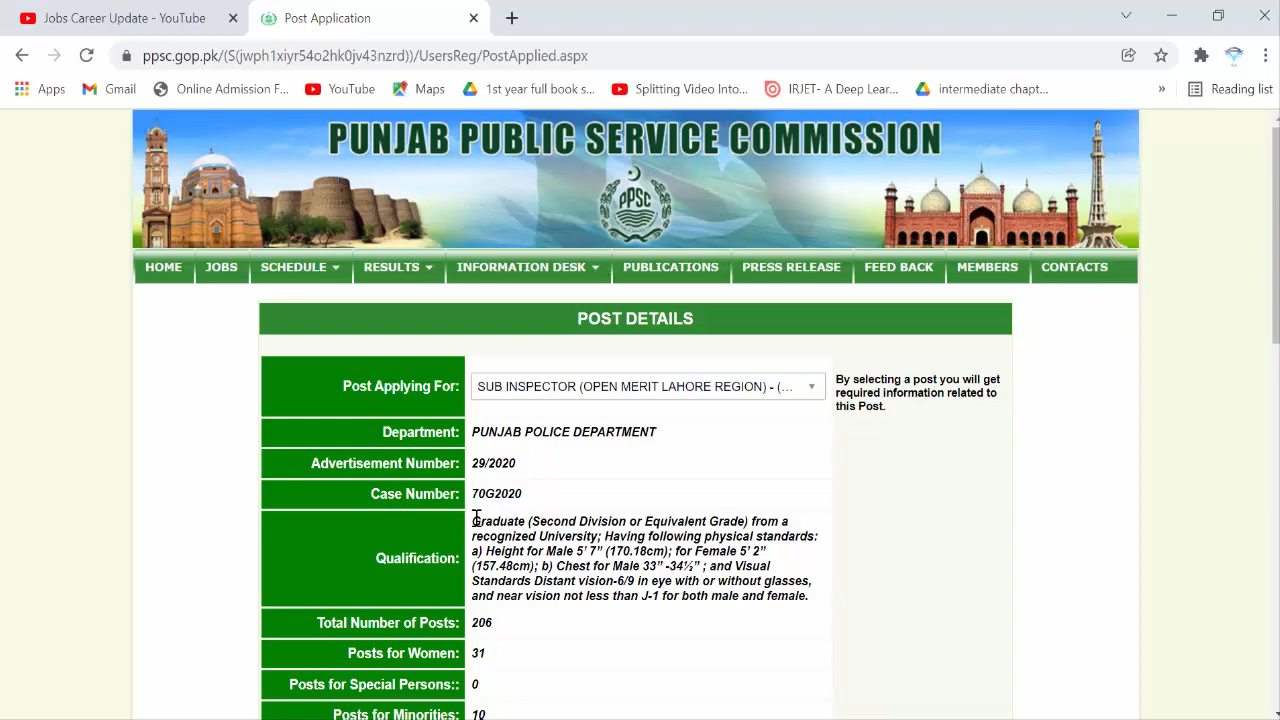 Jobs Career Update - YouTube
Post Application
ppsc.gop.pk/(S(jwph1xiyr54o2hk0jv43nzrd))/UsersReg/PostApplied.aspx
Apps Gmail Online Admission F... YouTube Maps 1st year full book s... Splitting Video Into... IRJET- A Deep Lear... intermediate chapt... » Reading list
PUNJAB PUBLIC SERVICE COMMISSION
PPSC
HOME JOBS SCHEDULE RESULTS INFORMATION DESK PUBLICATIONS PRESS RELEASE FEED BACK MEMBERS CONTACTS
POST DETAILS
Post Applying For: SUB INSPECTOR (OPEN MERIT LAHORE REGION) - (...
By selecting a post you will get
required information related to
this Post.
Department: PUNJAB POLICE DEPARTMENT
Advertisement Number: 29/2020
Case Number: 70G2020
Qualification:
Graduate (Second Division or Equivalent Grade) from a
recognized University; Having following physical standards:
a) Height for Male 5' 7” (170.18cm); for Female 5' 2”
(157.48cm); b) Chest for Male 33” -34½” ; and Visual
Standards Distant vision-6/9 in eye with or without glasses,
and near vision not less than J-1 for both male and female.
Total Number of Posts: 206
Posts for Women: 31
Posts for Special Persons:: 0
Posts for Minorities: 10